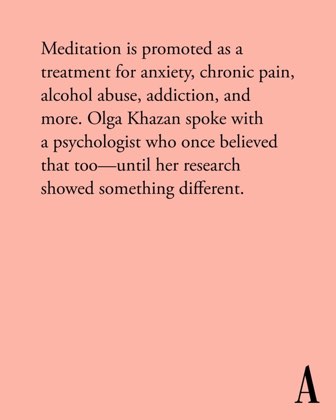 Meditation is promoted as a
treatment for anxiety, chronic pain,
alcohol abuse, addiction, and
more. Olga Khazan spoke with
a psychologist who once believed
that too—until her research
showed something different.
A